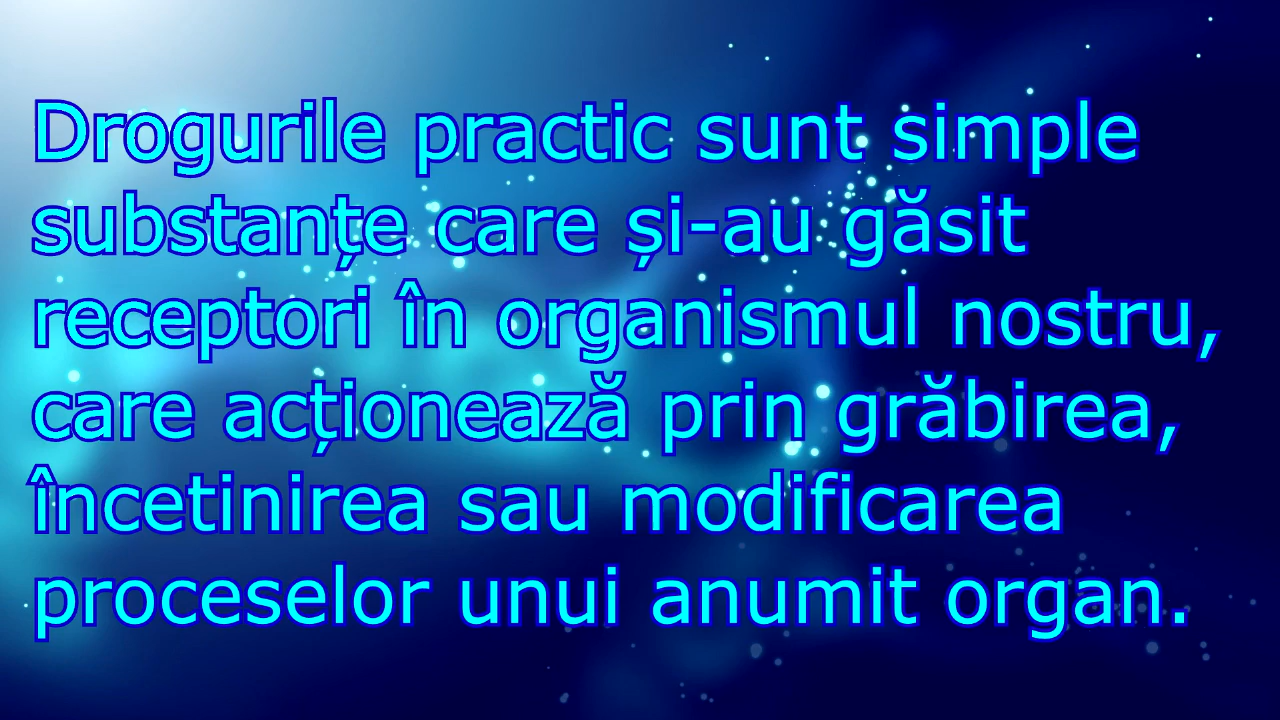 Drogurile practic sunt simple
substanțe care și-au găsit
receptori în organismul nostru,
care acționează prin grăbirea,
încetinirea sau modificarea
proceselor unui anumit organ.